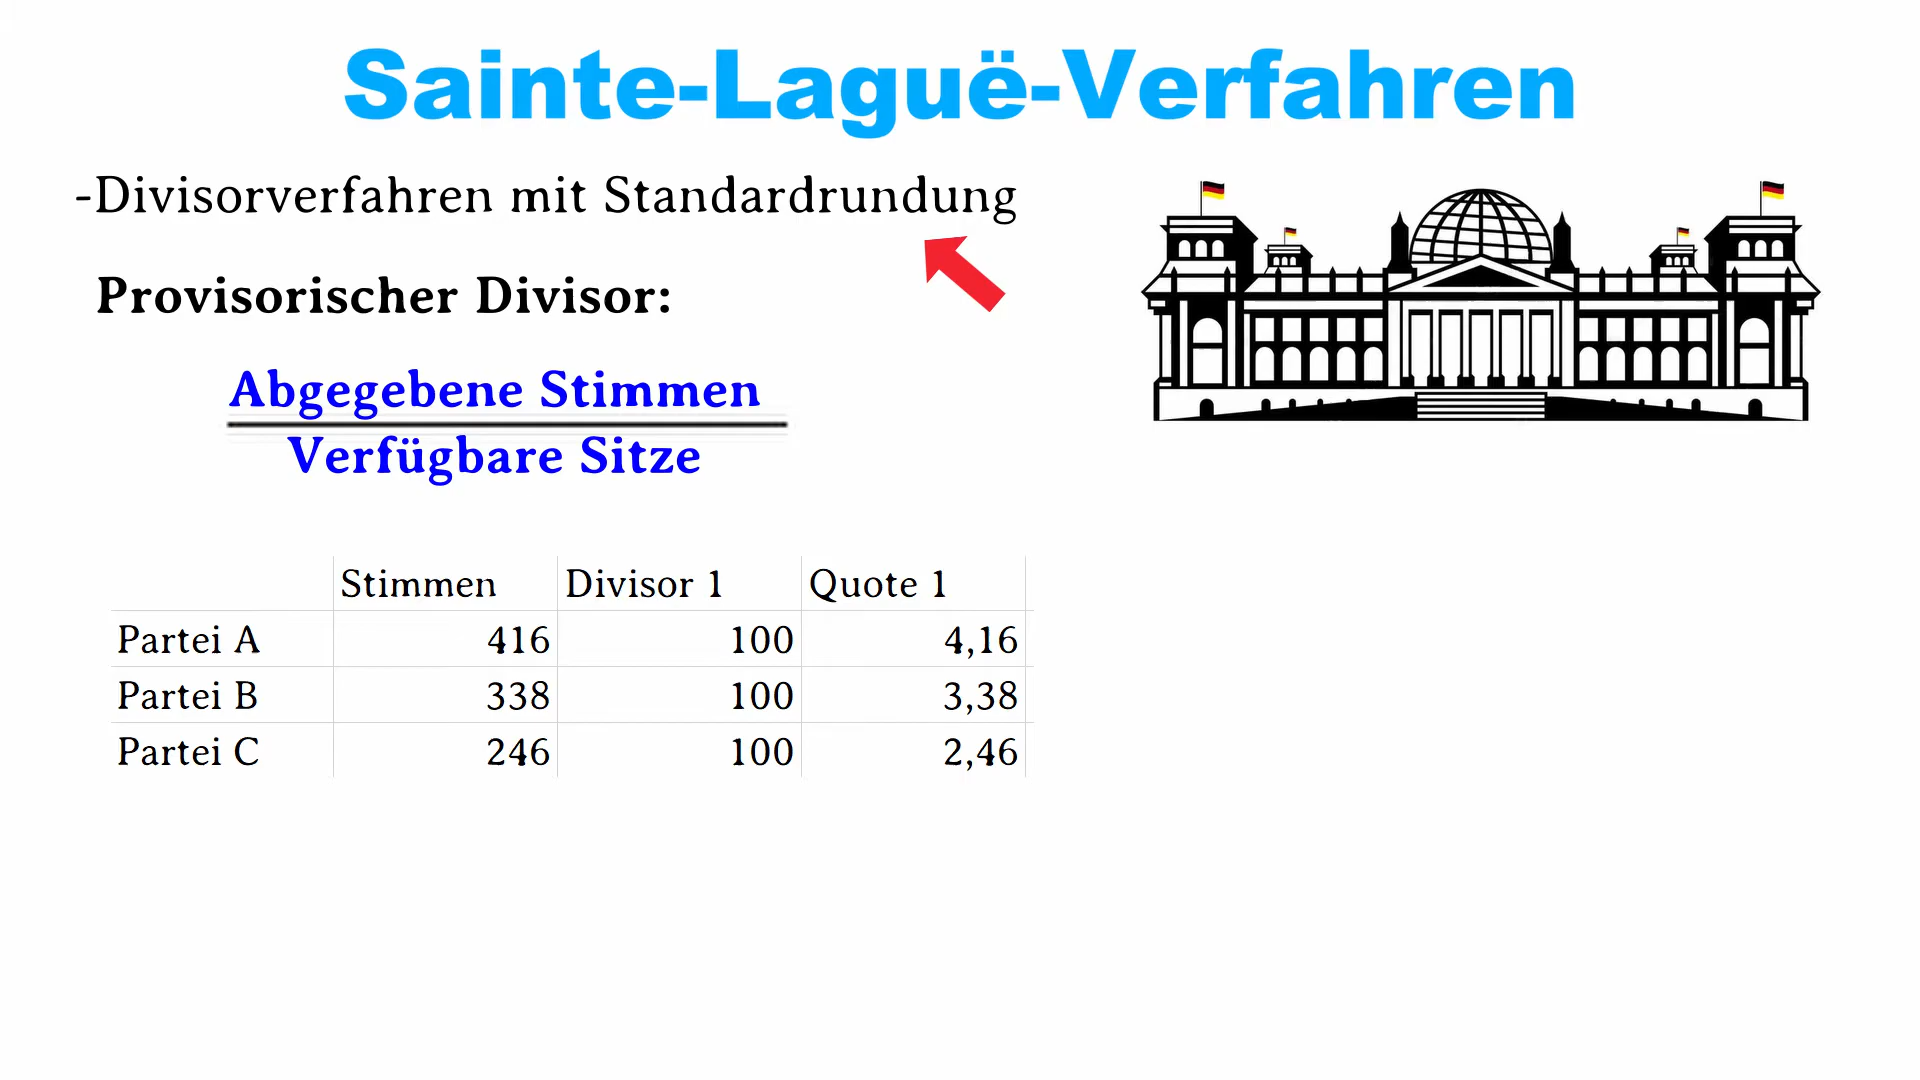 Sainte-Laguë-Verfahren
-Divisorverfahren mit Standardrundung
Provisorischer Divisor:
Abgegebene Stimmen
Verfügbare Sitze
Stimmen Divisor 1 Quote 1
Partei A 416 100 4,16
Partei B 338 100 3,38
Partei C 246 100 2,46